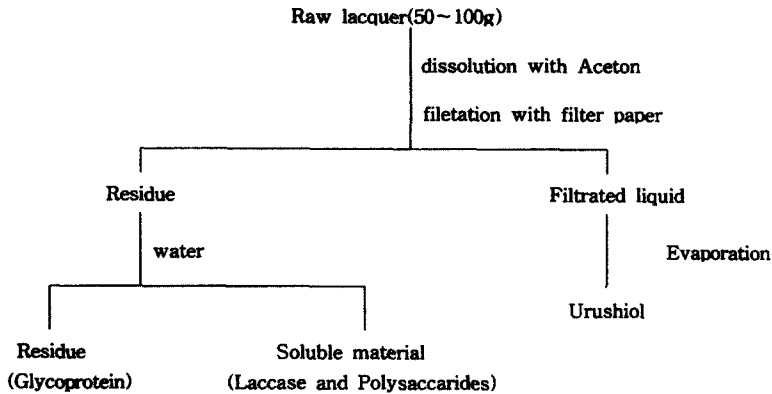 Raw lacquer(50~100g)
dissolution with Aceton
filetation with filter paper
Residue
Filtrated liquid
water
Evaporation
Urushiol
Residue
(Glycoprotein)
Soluble material
(Laccase and Polysaccarides)